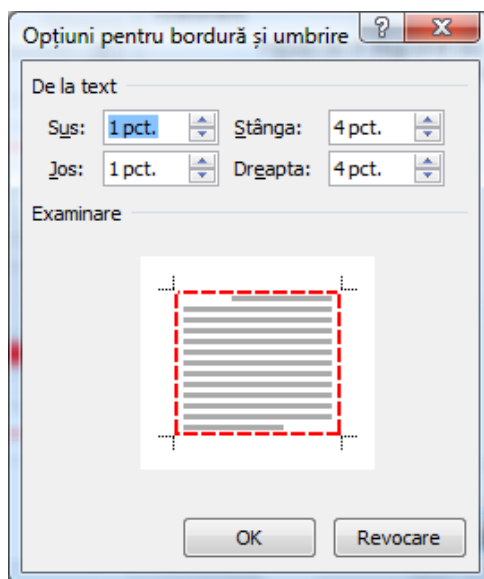 Opțiuni pentru bordură și umbrire ? X
De la text
Sus: 1 pct. Stânga: 4 pct.
Jos: 1 pct. Dreapta: 4 pct.
Examinare
OK Revocare